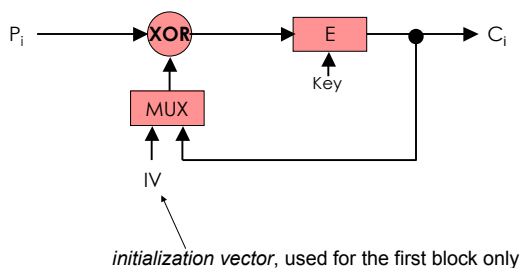 Pi XOR E Ci
Key
MUX
IV
initialization vector, used for the first block only